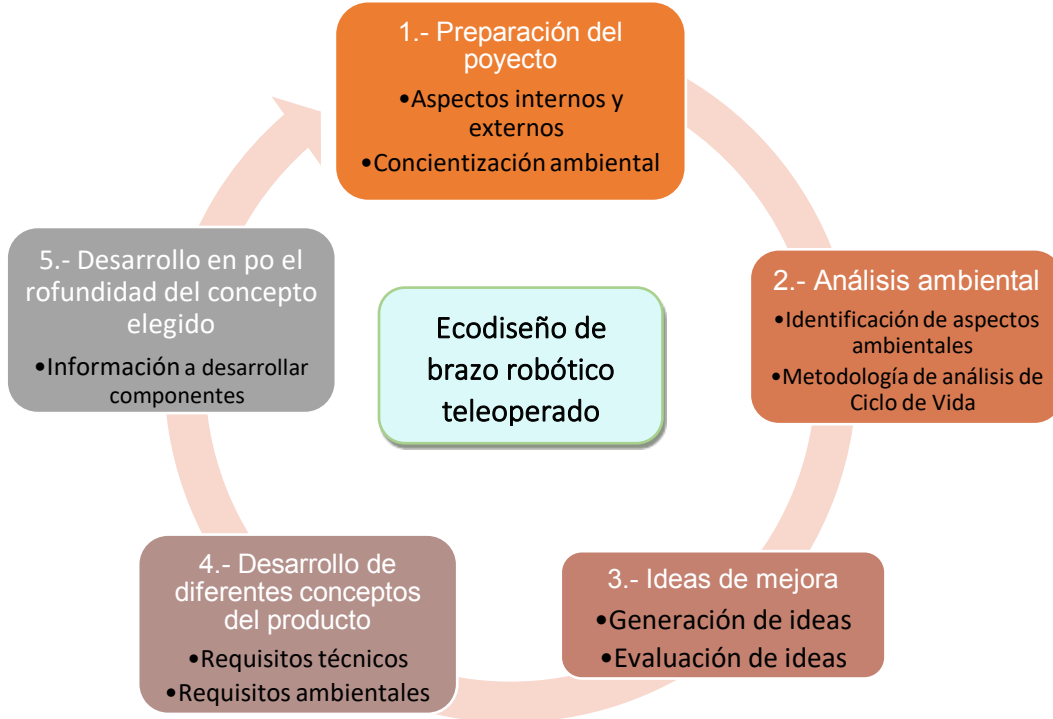 1.- Preparación del
poyecto
•Aspectos internos y
externos
•Concientización ambiental
2.- Análisis ambiental
•Identificación de aspectos
ambientales
•Metodología de análisis de
Ciclo de Vida
3.- Ideas de mejora
•Generación de ideas
•Evaluación de ideas
4.- Desarrollo de
diferentes conceptos
del producto
•Requisitos técnicos
•Requisitos ambientales
5.- Desarrollo en po el
rofundidad del concepto
elegido
•Información a desarrollar
componentes
Ecodiseño de
brazo robótico
teleoperado